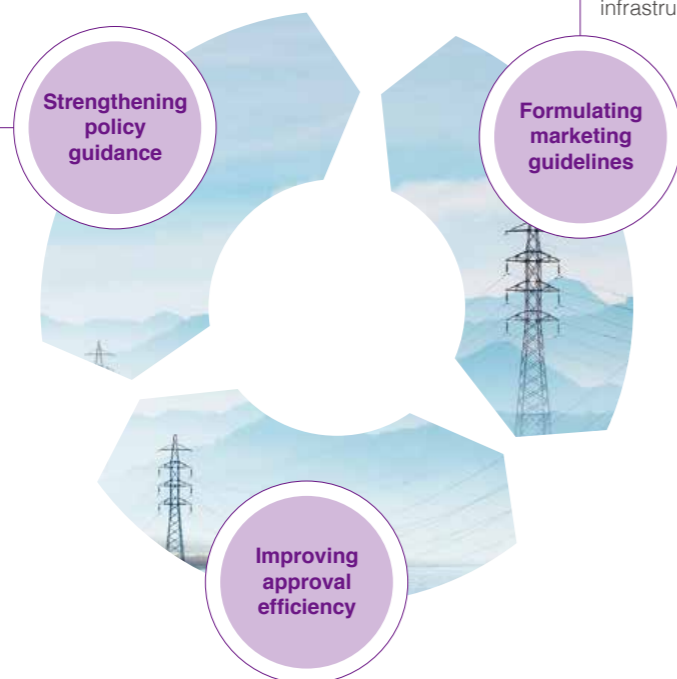 infrastru
Strengthening
policy
guidance
Formulating
marketing
guidelines
Improving
approval
efficiency